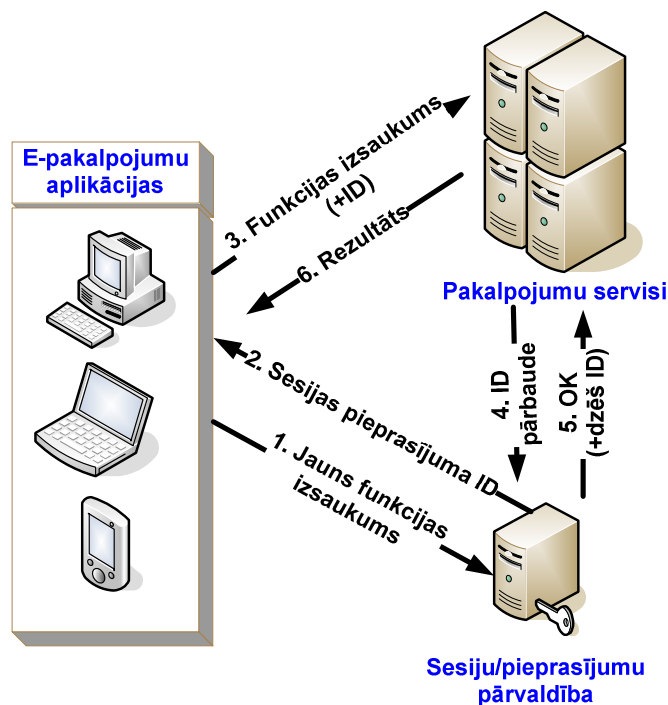 E-pakalpojumu
aplikācijas
3. Funkcijas izsaukums
(+ID)
6. Rezultāts
Pakalpojumu servisi
2. Sesijas pieprasījuma ID
1. Jauns funkcijas
izsaukums
4. ID
pārbaude
5. OK
(+dzēš ID)
Sesiju/pieprasījumu
pārvaldība